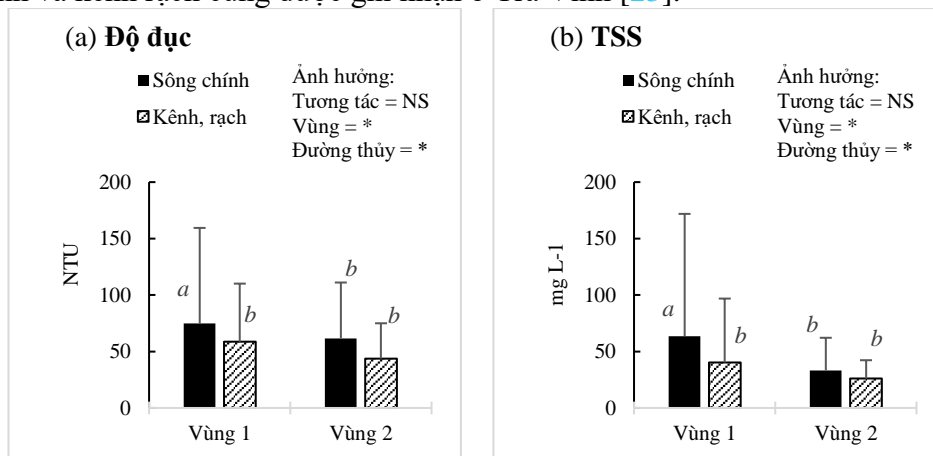 (a) Độ đục
■Sông chính
Kênh, rạch
Ảnh hưởng:
Tương tác = NS
Vùng = *
Đường thủy = *
NTU
200
150
100
50
0
a
b
b
b
Vùng 1
Vùng 2
(b) TSS
■Sông chính
Kênh, rạch
Ảnh hưởng:
Tương tác = NS
Vùng = *
Đường thủy = *
mg L-1
200
150
100
50
0
a
b
b
b
Vùng 1
Vùng 2